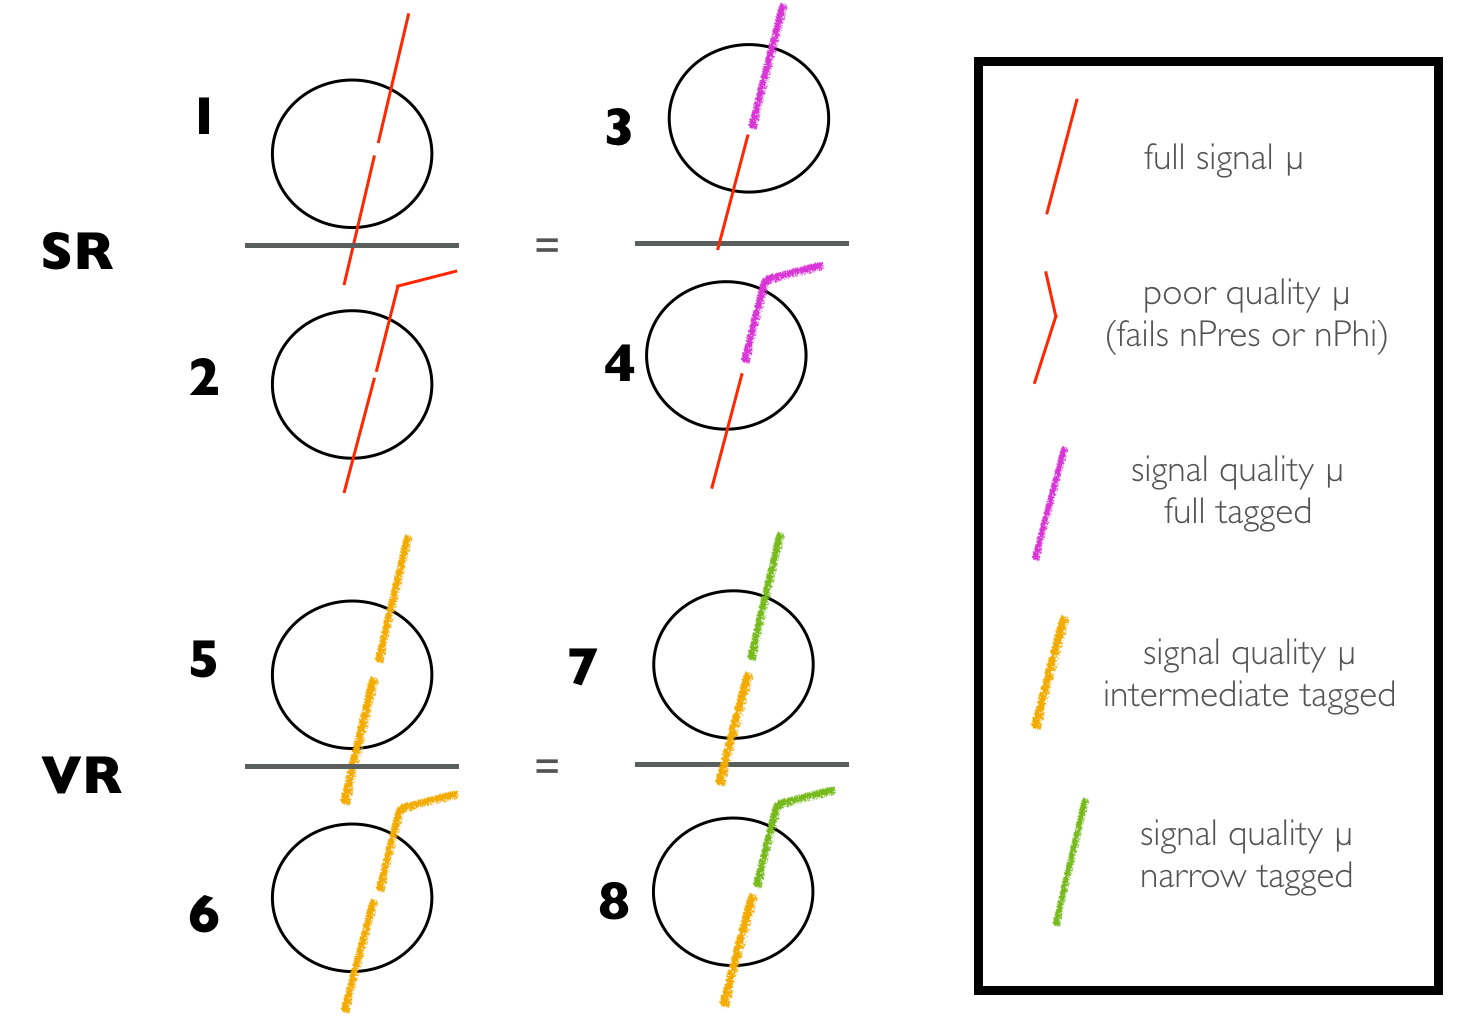 1
3
SR
=
2
4
5
7
VR
=
6
8
full signal µ
poor quality µ
(fails nPres or nPhi)
signal quality µ
full tagged
signal quality µ
intermediate tagged
signal quality µ
narrow tagged